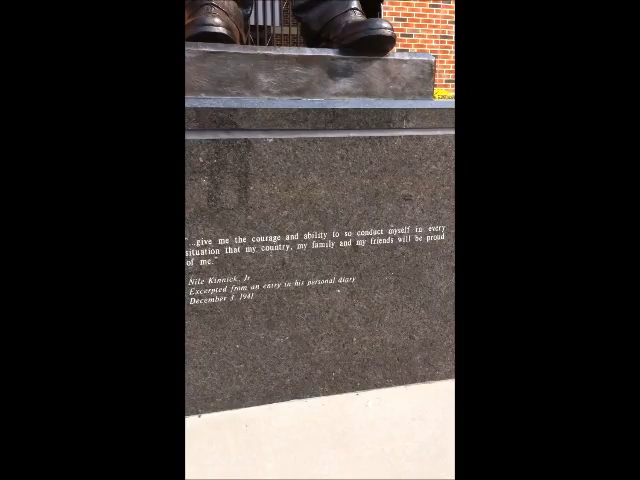 "...give me the courage and ability to so conduct myself in every
situation that my country, my family and my friends will be proud
of me."
Nile Kinnick, Jr
Excerpted from an entry in his personal diary
December 3, 1941